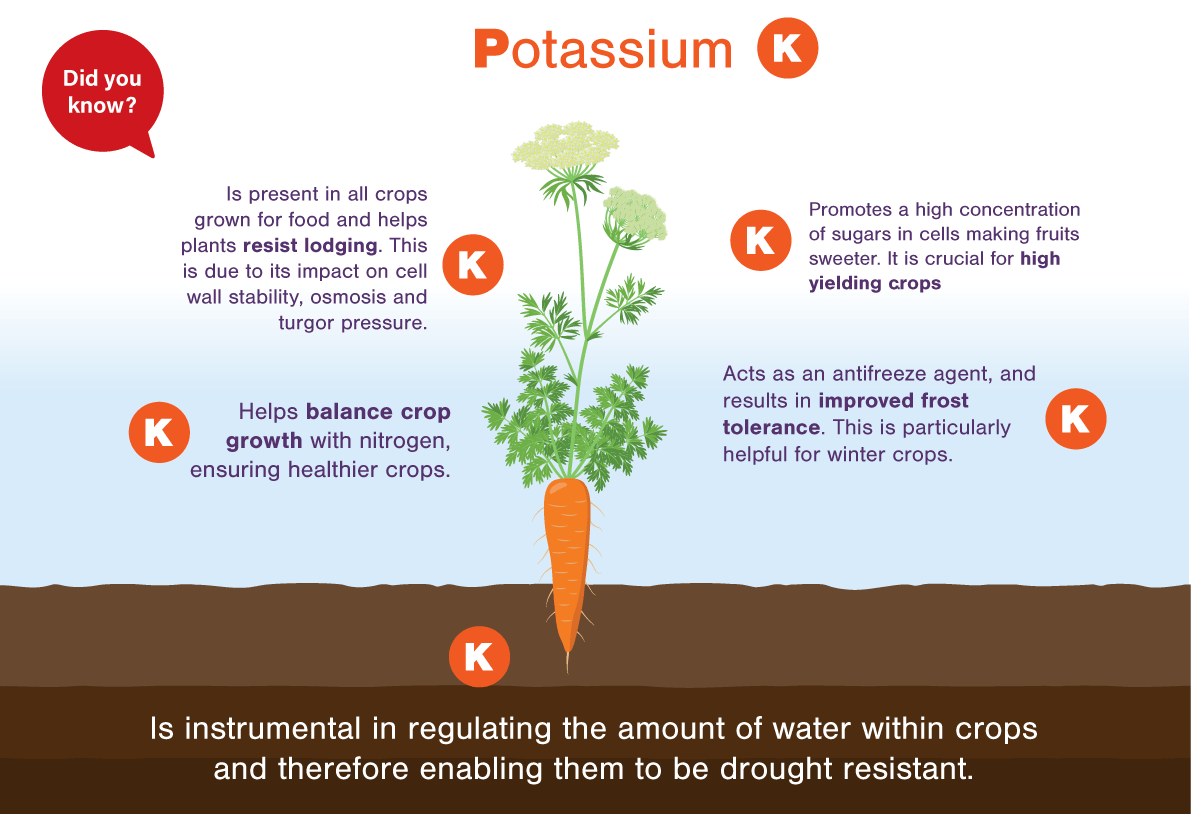 Potassium K
Did you
know?
Is present in all crops
grown for food and helps
plants resist lodging. This
is due to its impact on cell
wall stability, osmosis and
turgor pressure.
K
K
Promotes a high concentration
of sugars in cells making fruits
sweeter. It is crucial for high
yielding crops
K
Helps balance crop
growth with nitrogen,
ensuring healthier crops.
Acts as an antifreeze agent, and
results in improved frost
tolerance. This is particularly
helpful for winter crops.
K
K
Is instrumental in regulating the amount of water within crops
and therefore enabling them to be drought resistant.